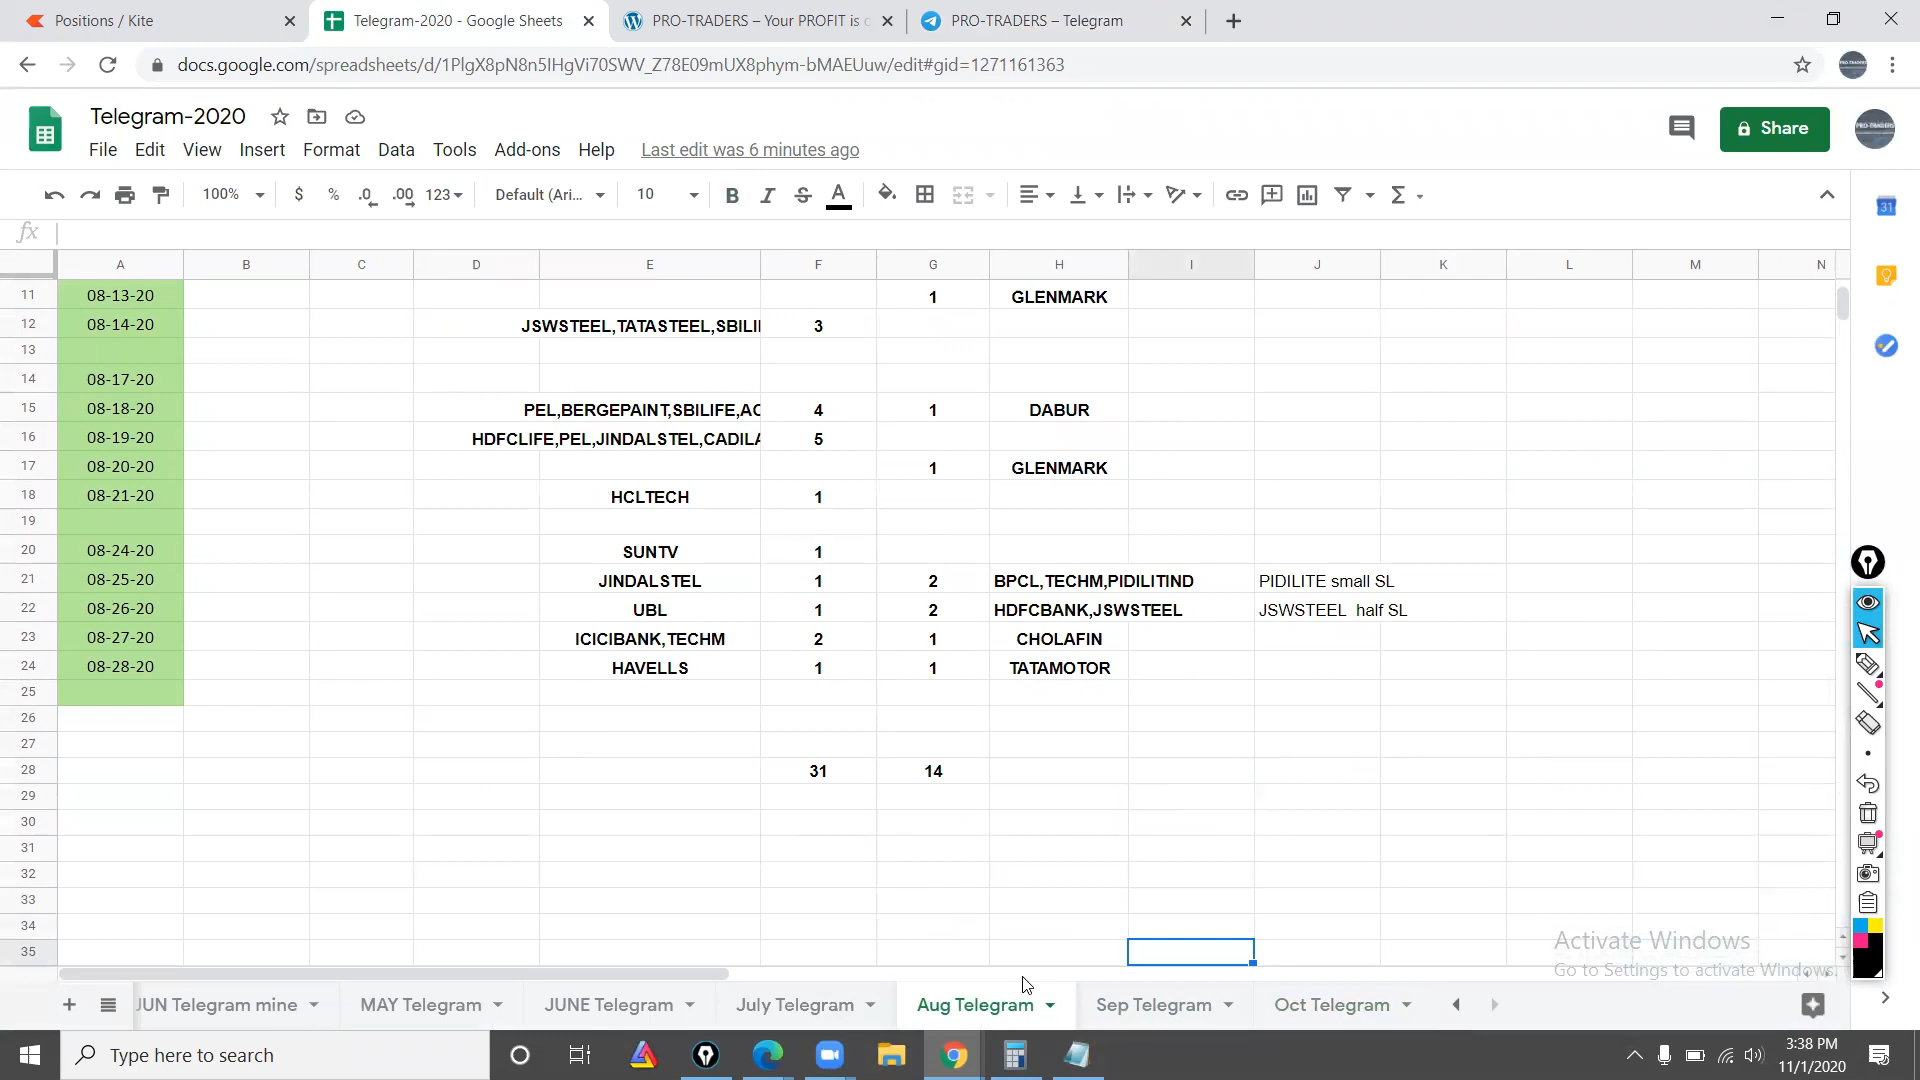 Positions / Kite
Telegram-2020 - Google Sheets
PRO-TRADERS – Your PROFIT is
PRO-TRADERS – Telegram
docs.google.com/spreadsheets/d/1PlgX8pN8n5IHgVi70SWV_Z78E09mUX8phym-bMAEUuw/edit#gid=1271161363
Telegram-2020
File Edit View Insert Format Data Tools Add-ons Help Last edit was 6 minutes ago
Share
100% $ % .0 .00 123 Default (Ari... 10 B I S A
fx
A B C D E F G H I J K L M N
11 08-13-20 1 GLENMARK
12 08-14-20 JSWSTEEL,TATASTEEL,SBILI 3
13
14 08-17-20
15 08-18-20 PEL,BERGEPAINT,SBILIFE,AC 4 1 DABUR
16 08-19-20 HDFCLIFE,PEL,JINDALSTEL,CADILA 5
17 08-20-20 1 GLENMARK
18 08-21-20 HCLTECH 1
19
20 08-24-20 SUNTV 1
21 08-25-20 JINDALSTEL 1 2 BPCL,TECHM,PIDILITIND PIDILITE small SL
22 08-26-20 UBL 1 2 HDFCBANK,JSWSTEEL JSWSTEEL half SL
23 08-27-20 ICICIBANK,TECHM 2 1 CHOLAFIN
24 08-28-20 HAVELLS 1 1 TATAMOTOR
25
26
27
28 31 14
29
30
31
32
33
34
35
Activate Windows
Go to Settings to activate Windows.
JUN Telegram mine MAY Telegram JUNE Telegram July Telegram Aug Telegram Sep Telegram Oct Telegram
Type here to search
3:38 PM
11/1/2020